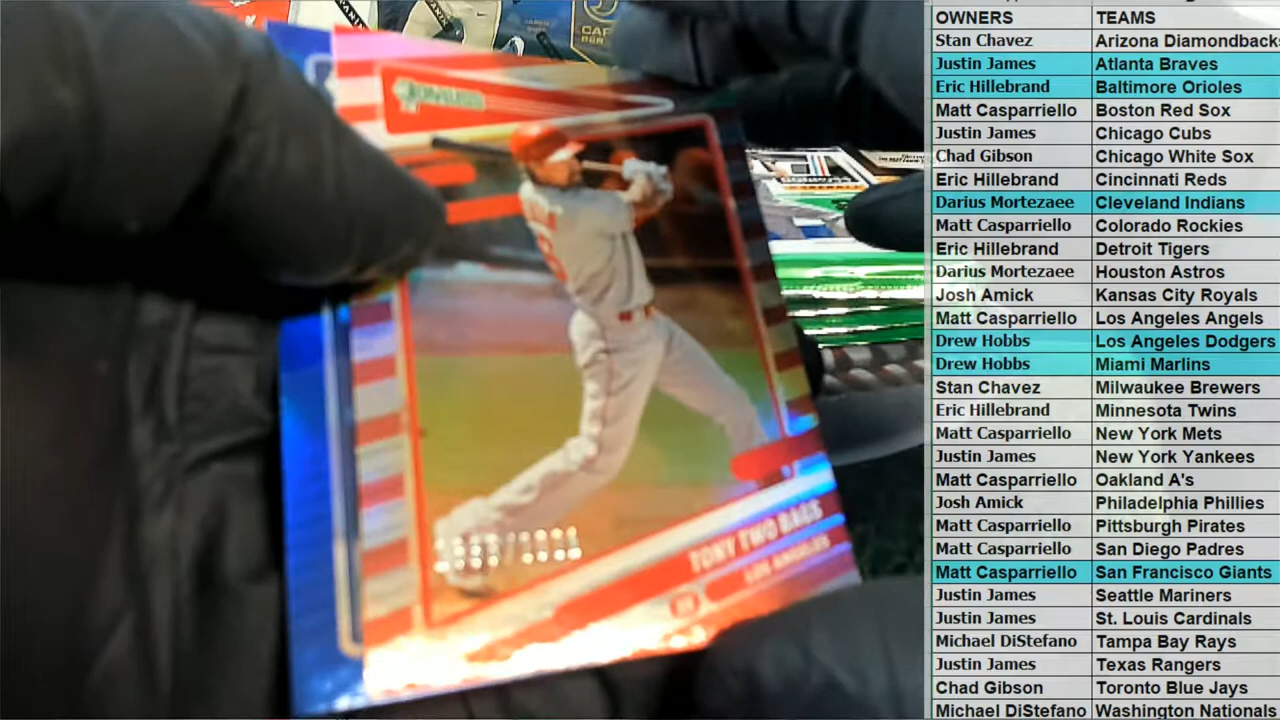 DONRUSS
TONY TWO BAGS
LOS ANGELES
OWNERS TEAMS
Stan Chavez Arizona Diamondbacks
Justin James Atlanta Braves
Eric Hillebrand Baltimore Orioles
Matt Casparriello Boston Red Sox
Justin James Chicago Cubs
Chad Gibson Chicago White Sox
Eric Hillebrand Cincinnati Reds
Darius Mortezaee Cleveland Indians
Matt Casparriello Colorado Rockies
Eric Hillebrand Detroit Tigers
Darius Mortezaee Houston Astros
Josh Amick Kansas City Royals
Matt Casparriello Los Angeles Angels
Drew Hobbs Los Angeles Dodgers
Drew Hobbs Miami Marlins
Stan Chavez Milwaukee Brewers
Eric Hillebrand Minnesota Twins
Matt Casparriello New York Mets
Justin James New York Yankees
Matt Casparriello Oakland A's
Josh Amick Philadelphia Phillies
Matt Casparriello Pittsburgh Pirates
Matt Casparriello San Diego Padres
Matt Casparriello San Francisco Giants
Justin James Seattle Mariners
Justin James St. Louis Cardinals
Michael DiStefano Tampa Bay Rays
Justin James Texas Rangers
Chad Gibson Toronto Blue Jays
Michael DiStefano Washington Nationals